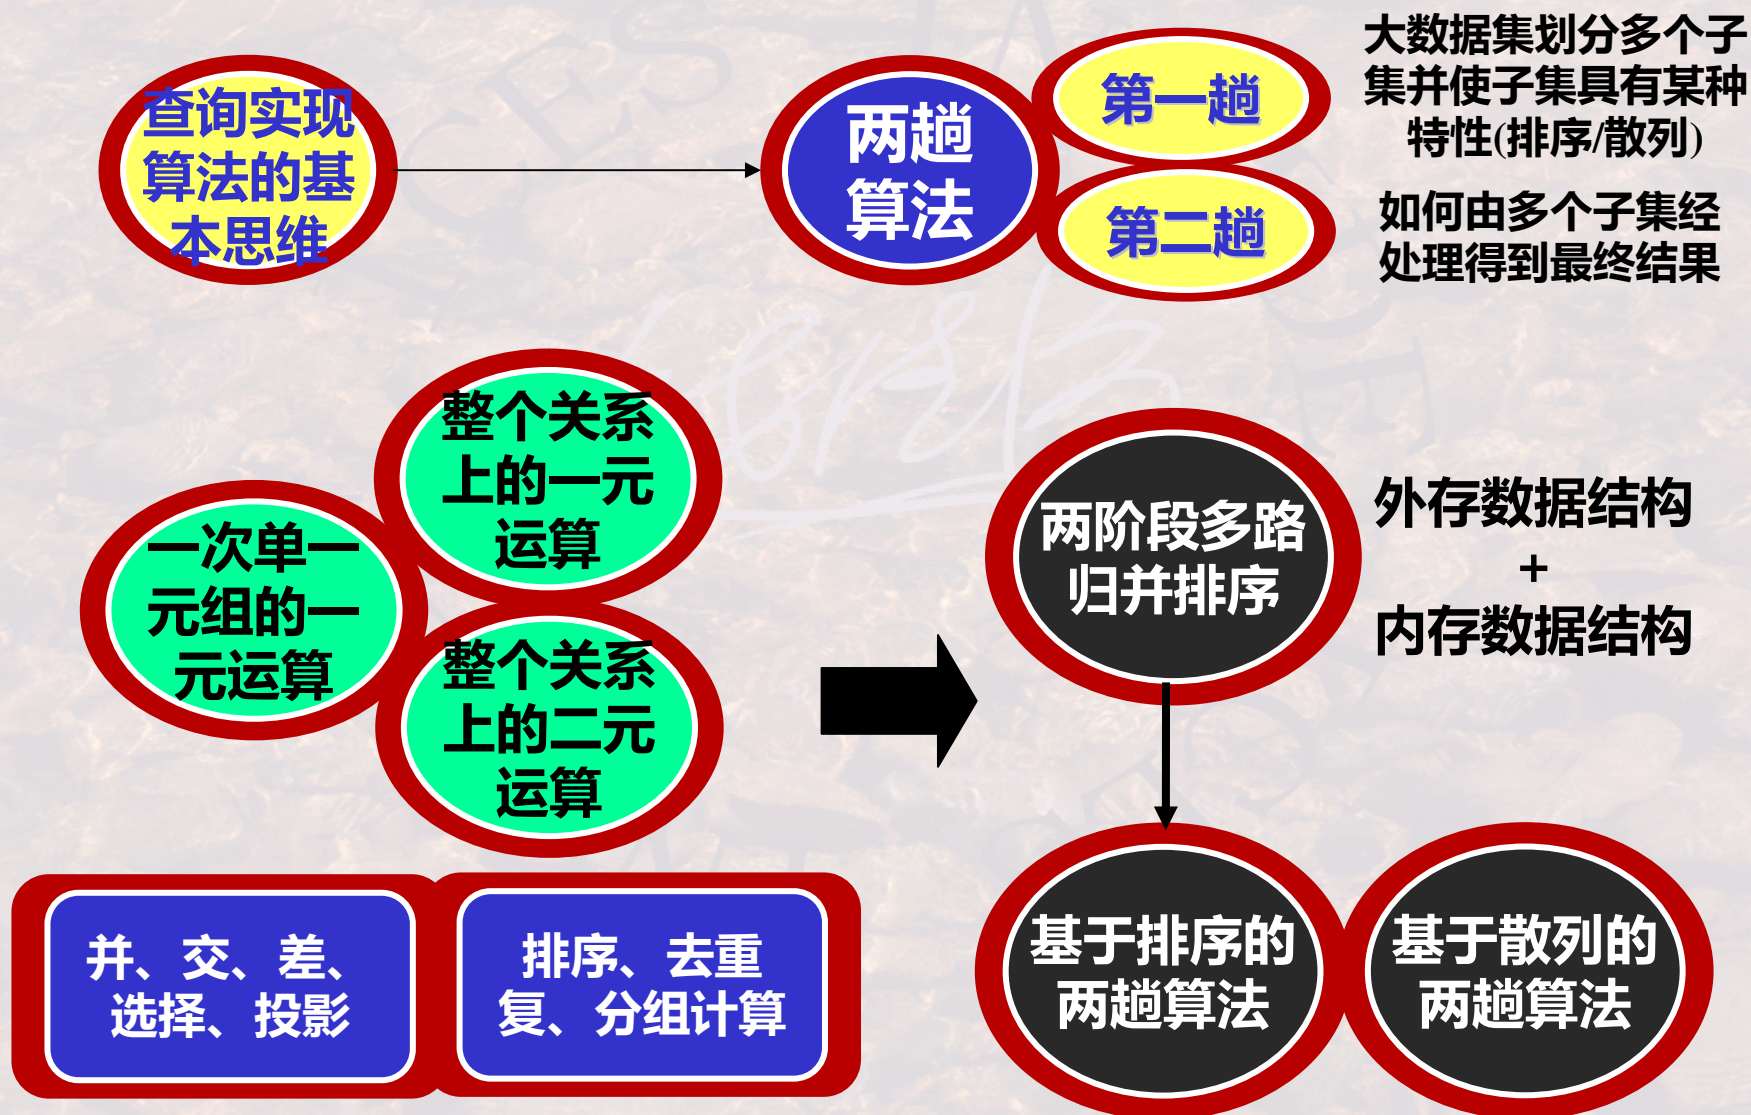 查询实现
算法的基
本思维
两趟
算法
第一趟
第二趟
大数据集划分多个子
集并使子集具有某种
特性(排序/散列)
如何由多个子集经
处理得到最终结果
整个关系
上的一元
运算
一次单一
元组的一
元运算
整个关系
上的二元
运算
两阶段多路
归并排序
外存数据结构
+
内存数据结构
并、交、差、
选择、投影
排序、去重
复、分组计算
基于排序的
两趟算法
基于散列的
两趟算法